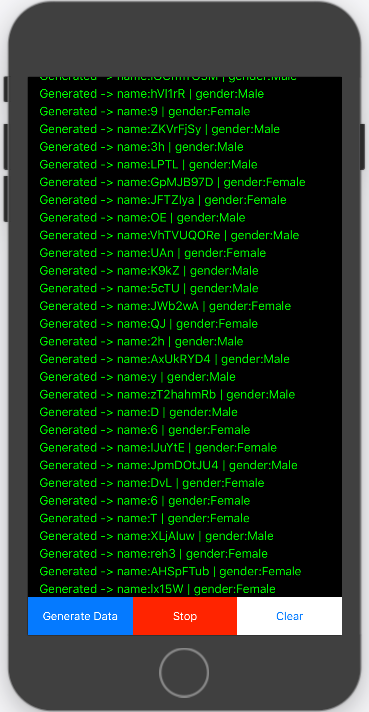 Generated -> name:hVl1rR | gender:Male
Generated -> name:9 | gender:Female
Generated -> name:ZKVrFjSy | gender:Male
Generated -> name:3h | gender:Male
Generated -> name:LPTL | gender:Male
Generated -> name:GpMJB97D | gender:Female
Generated -> name:JFTZlya | gender:Female
Generated -> name:OE | gender:Male
Generated -> name:VhTVUQORe | gender:Male
Generated -> name:UAn | gender:Female
Generated -> name:K9kZ | gender:Male
Generated -> name:5cTU | gender:Male
Generated -> name:JWb2wA | gender:Female
Generated -> name:QJ | gender:Female
Generated -> name:2h | gender:Male
Generated -> name:AxUkRYD4 | gender:Male
Generated -> name:y | gender:Male
Generated -> name:zT2hahmRb | gender:Male
Generated -> name:D | gender:Male
Generated -> name:6 | gender:Female
Generated -> name:IJuYtE | gender:Female
Generated -> name:JpmDOtJU4 | gender:Male
Generated -> name:DvL | gender:Female
Generated -> name:6 | gender:Female
Generated -> name:T | gender:Female
Generated -> name:XLjAluw | gender:Male
Generated -> name:reh3 | gender:Female
Generated -> name:AHSpFTub | gender:Female
Generated -> name:lx15W | gender:Female
Generate Data Stop Clear